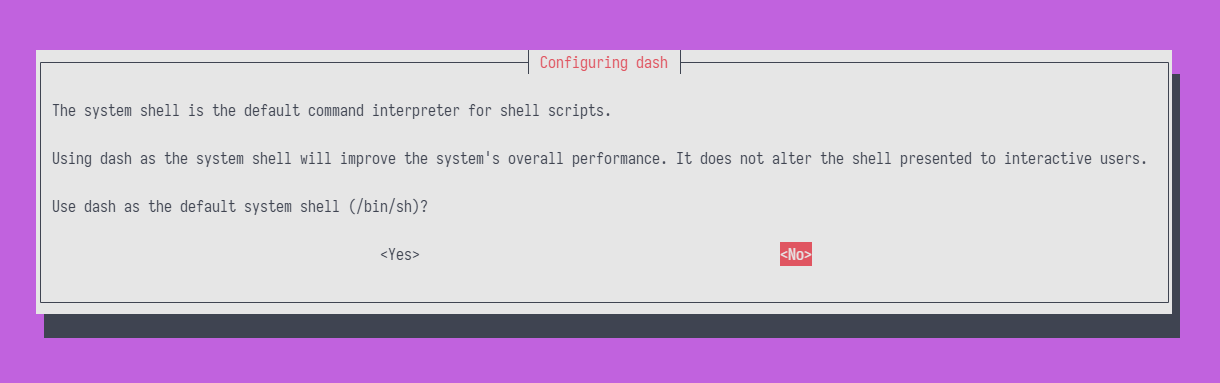 Configuring dash
The system shell is the default command interpreter for shell scripts.
Using dash as the system shell will improve the system's overall performance. It does not alter the shell presented to interactive users.
Use dash as the default system shell (/bin/sh)?
<Yes> <No>